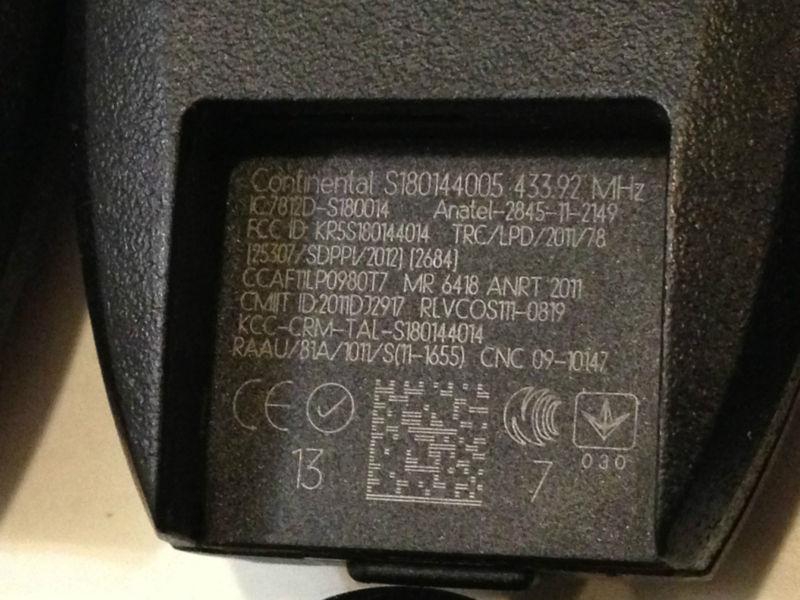 Continental S180144005 433.92 MHz
IC:7812D-S180014 Anatel-2845-11-2149
FCC ID: KR5S180144014 TRC/LPD/2011/78
[25307/SDPPI/2012] [2684]
CCAF11LP0980T7 MR 6418 ANRT 2011
CMIIT ID:2011DJ2917 RLVCOS111-0819
KCC-CRM-TAL-S180144014
RAAU/81A/1011/S(11-1655) CNC 09-10147
CE
030
13 7